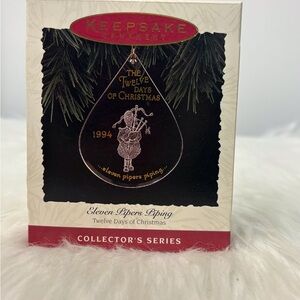 KEEPSAKE
ORNAMENT
THE
TWELVE
DAYS
OF CHRISTMAS
1994
...eleven pipers piping...
Eleven Pipers Piping
Twelve Days of Christmas
COLLECTOR'S SERIES